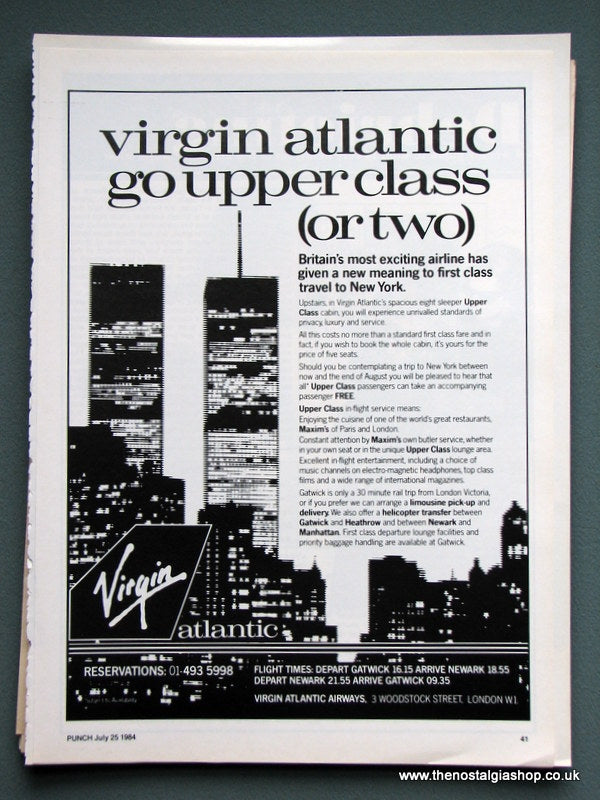 virgin atlantic
go upper class
(or two)
Britain's most exciting airline has
given a new meaning to first class
travel to New York.
Upstairs, in Virgin Atlantic's spacious eight sleeper Upper
Class cabin, you will experience unrivalled standards of
privacy, luxury and service.
All this costs no more than a standard first class fare and in
fact, if you wish to book the whole cabin, it's yours for the
price of five seats.
Should you be contemplating a trip to New York between
now and the end of August you will be pleased to hear that
all* Upper Class passengers can take an accompanying
passenger FREE.
Upper Class in-flight service means:
Enjoying the cuisine of one of the world's great restaurants,
Maxim's of Paris and London.
Constant attention by Maxim's own butler service, whether
in your own seat or in the unique Upper Class lounge area.
Excellent in-flight entertainment, including a choice of
music channels on electro-magnetic headphones, top class
films and a wide range of international magazines.
Gatwick is only a 30 minute rail trip from London Victoria,
or if you prefer we can arrange a limousine pick-up and
delivery. We also offer a helicopter transfer between
Gatwick and Heathrow and between Newark and
Manhattan. First class departure lounge facilities and
priority baggage handling are available at Gatwick.
Virgin
atlantic
RESERVATIONS: 01-493 5998
*Subject to Availability
FLIGHT TIMES: DEPART GATWICK 16.15 ARRIVE NEWARK 18.55
DEPART NEWARK 21.55 ARRIVE GATWICK 09.35
VIRGIN ATLANTIC AIRWAYS, 3 WOODSTOCK STREET, LONDON W1.
PUNCH July 25 1984
41
www.thenostalgiashop.co.uk